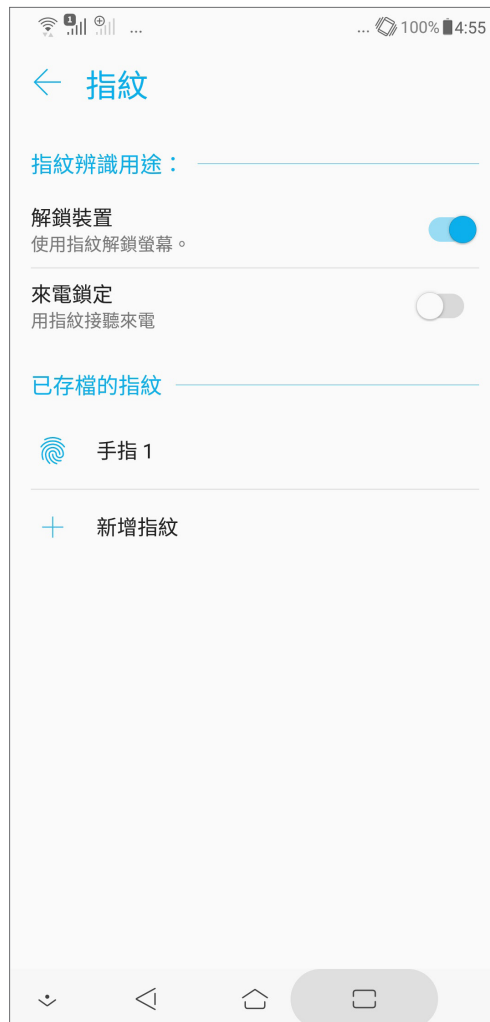 1 ... ... 100% 4:55
指紋
指紋辨識用途：
解鎖裝置
使用指紋解鎖螢幕。
來電鎖定
用指紋接聽來電
已存檔的指紋
手指 1
新增指紋